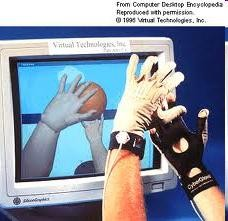 From Computer Desktop Encyclopedia
Reproduced with permission.
© 1996 Virtual Technologies, Inc.
Virtual Technologies, Inc.
SiliconGraphics
CyberGlove